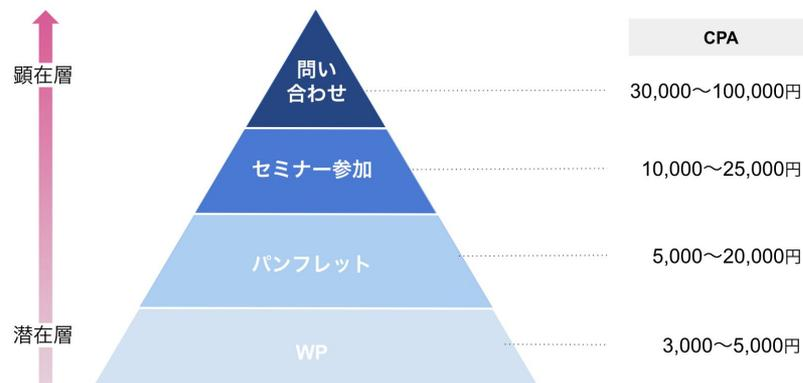 CPA
顕在層
問い
合わせ
30,000〜100,000円
セミナー参加
10,000〜25,000円
パンフレット
5,000〜20,000円
潜在層
WP
3,000〜5,000円